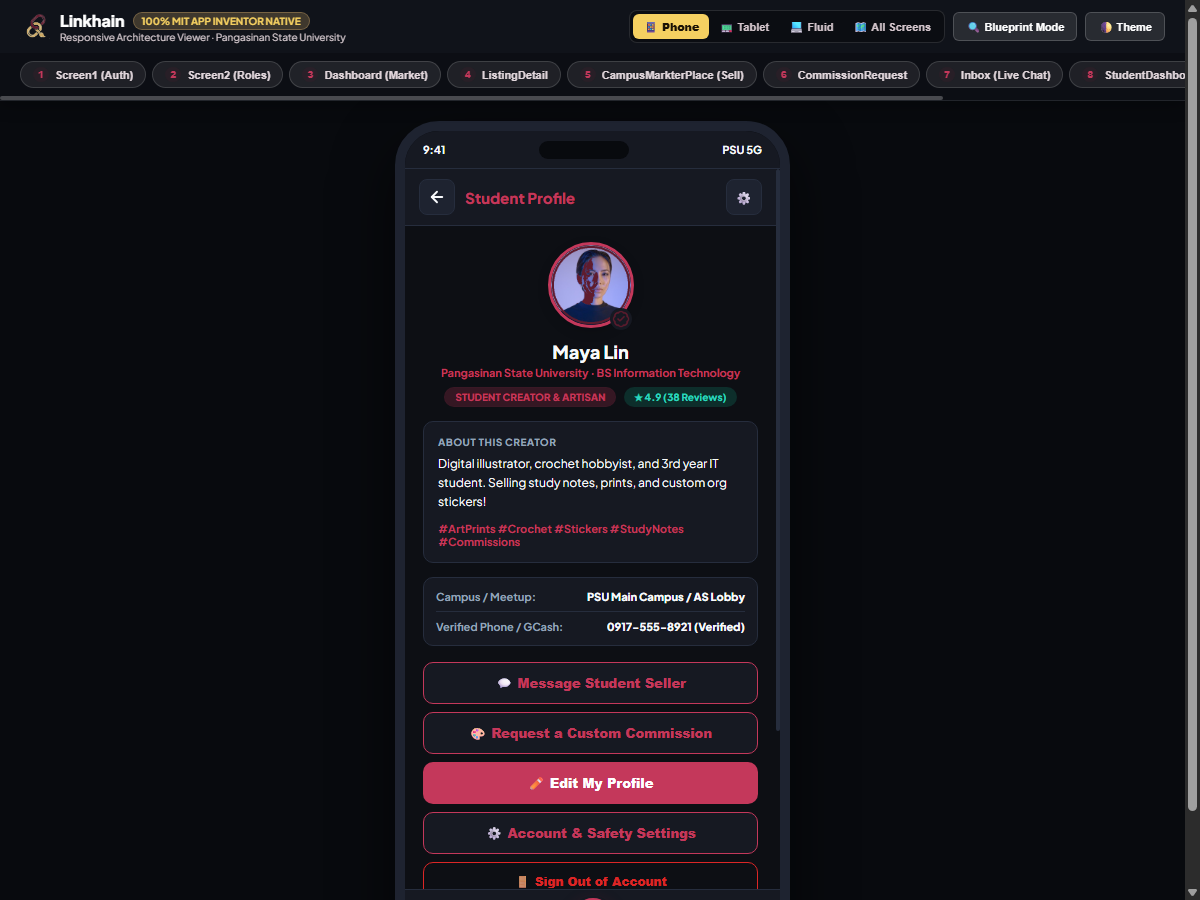 Linkhain 100% MIT APP INVENTOR NATIVE
Responsive Architecture Viewer · Pangasinan State University
Phone Tablet Fluid All Screens Blueprint Mode Theme
1 Screen1 (Auth) 2 Screen2 (Roles) 3 Dashboard (Market) 4 ListingDetail 5 CampusMarkterPlace (Sell) 6 CommissionRequest 7 Inbox (Live Chat) 8 StudentDashbo
9:41 PSU 5G
Student Profile
Maya Lin
Pangasinan State University · BS Information Technology
STUDENT CREATOR & ARTISAN ★ 4.9 (38 Reviews)
ABOUT THIS CREATOR
Digital illustrator, crochet hobbyist, and 3rd year IT
student. Selling study notes, prints, and custom org
stickers!
#ArtPrints #Crochet #Stickers #StudyNotes
#Commissions
Campus / Meetup: PSU Main Campus / AS Lobby
Verified Phone / GCash: 0917-555-8921 (Verified)
Message Student Seller
Request a Custom Commission
Edit My Profile
Account & Safety Settings
Sign Out of Account